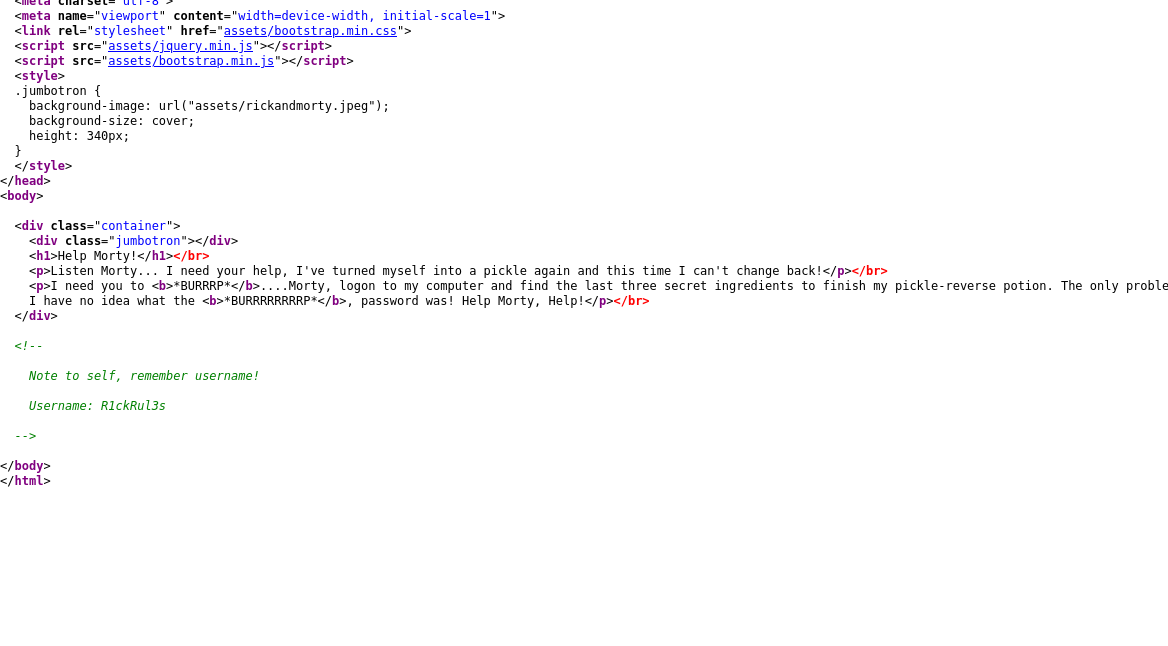 <meta charset="utf-8">
<meta name="viewport" content="width=device-width, initial-scale=1">
<link rel="stylesheet" href="assets/bootstrap.min.css">
<script src="assets/jquery.min.js"></script>
<script src="assets/bootstrap.min.js"></script>
<style>
.jumbotron {
background-image: url("assets/rickandmorty.jpeg");
background-size: cover;
height: 340px;
}
</style>
</head>
<body>
<div class="container">
<div class="jumbotron"></div>
<h1>Help Morty!</h1></br>
<p>Listen Morty... I need your help, I've turned myself into a pickle again and this time I can't change back!</p></br>
<p>I need you to <b>*BURRRP*</b>....Morty, logon to my computer and find the last three secret ingredients to finish my pickle-reverse potion. The only proble
I have no idea what the <b>*BURRRRRRRRP*</b>, password was! Help Morty, Help!</p></br>
</div>
<!--
Note to self, remember username!
Username: R1ckRul3s
-->
</body>
</html>